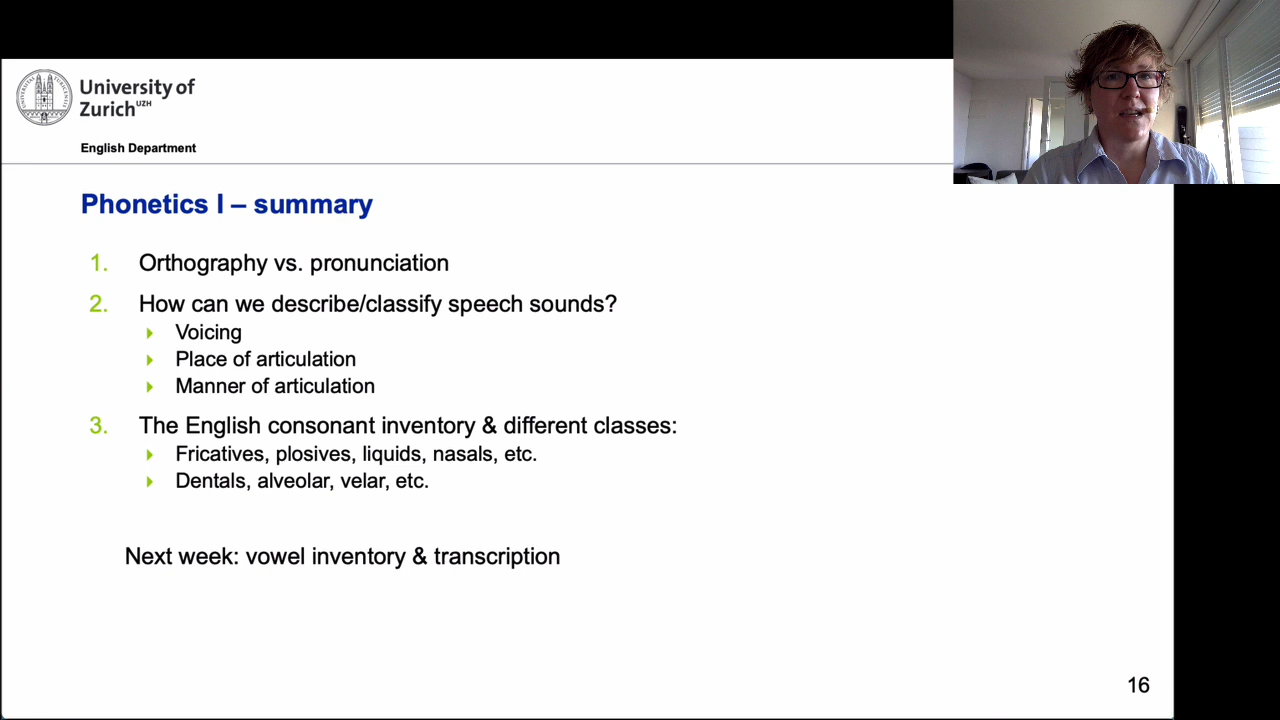 University of
Zurich UZH
English Department
Phonetics I – summary
1. Orthography vs. pronunciation
2. How can we describe/classify speech sounds?
Voicing
Place of articulation
Manner of articulation
3. The English consonant inventory & different classes:
Fricatives, plosives, liquids, nasals, etc.
Dentals, alveolar, velar, etc.
Next week: vowel inventory & transcription
16